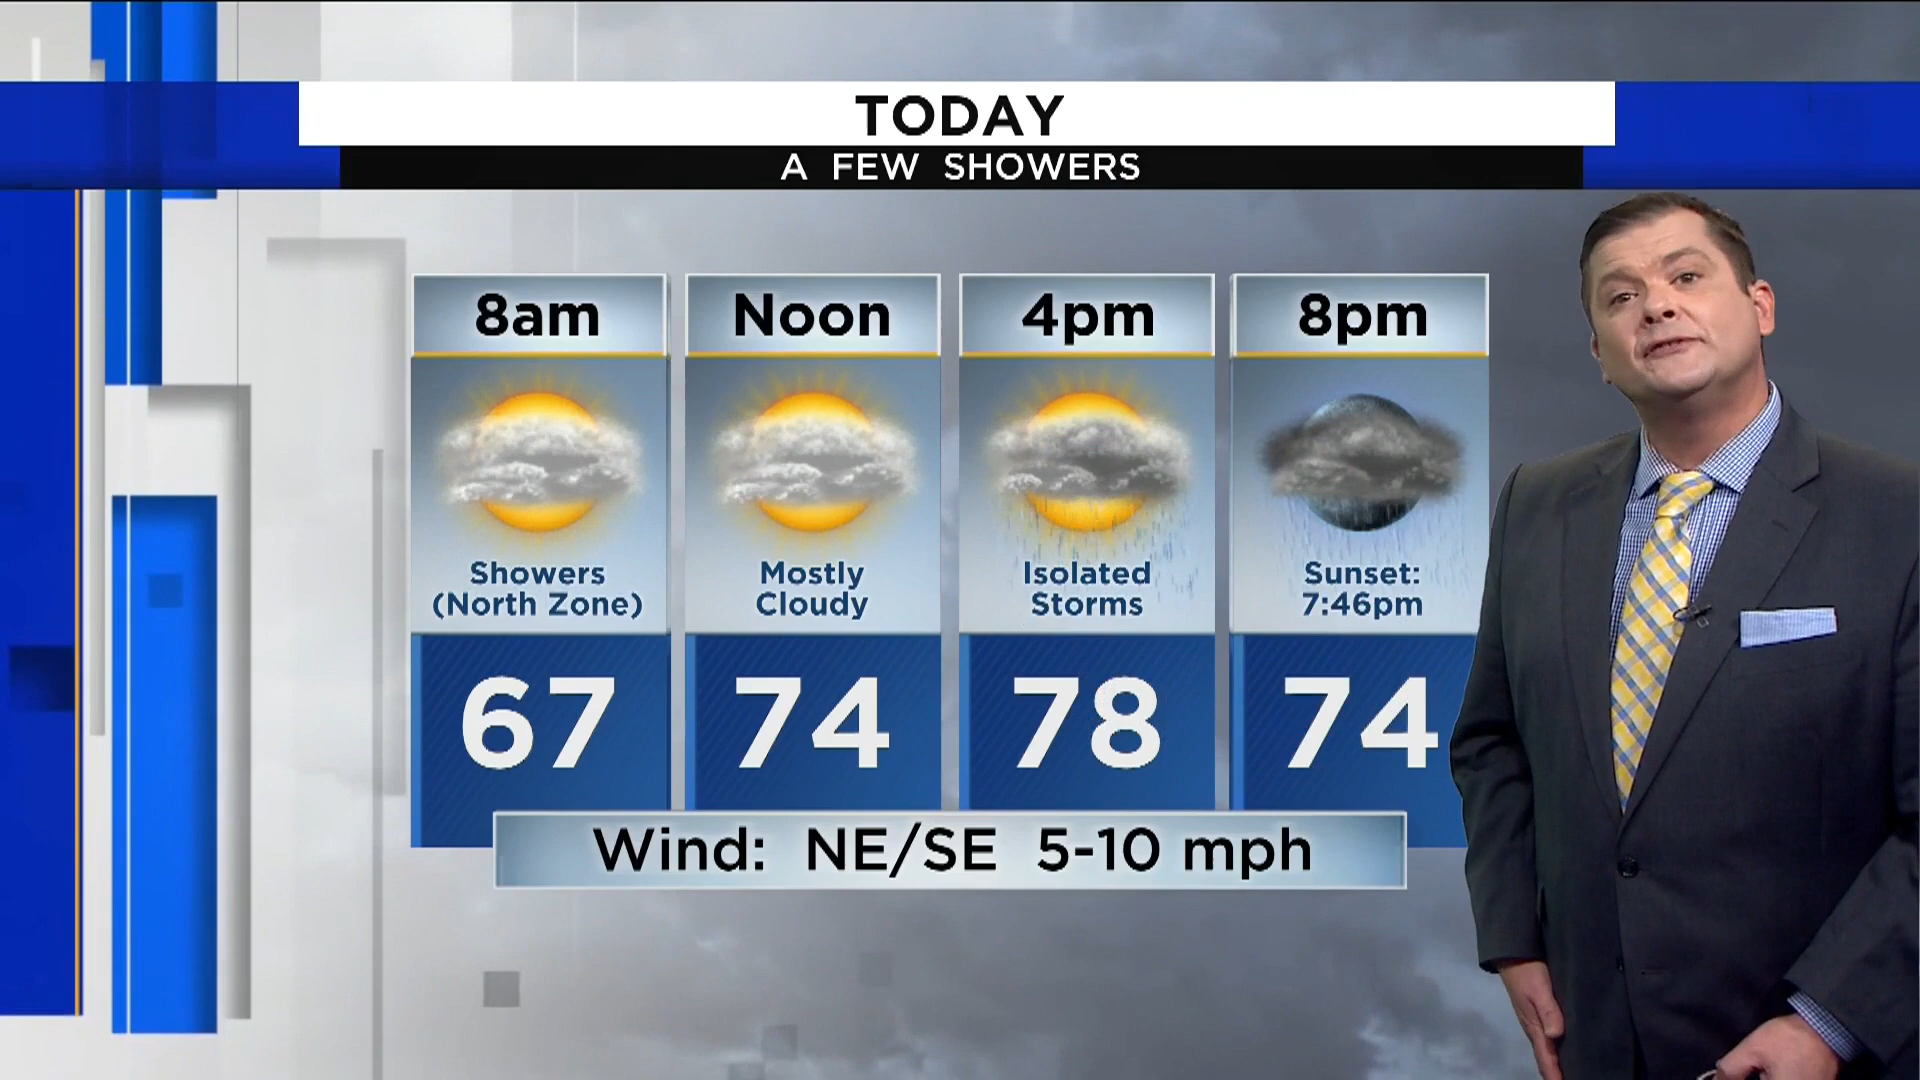 TODAY
A FEW SHOWERS
8am
Noon
4pm
8pm
Showers
(North Zone)
Mostly
Cloudy
Isolated
Storms
Sunset:
7:46pm
67
74
78
74
Wind: NE/SE 5-10 mph